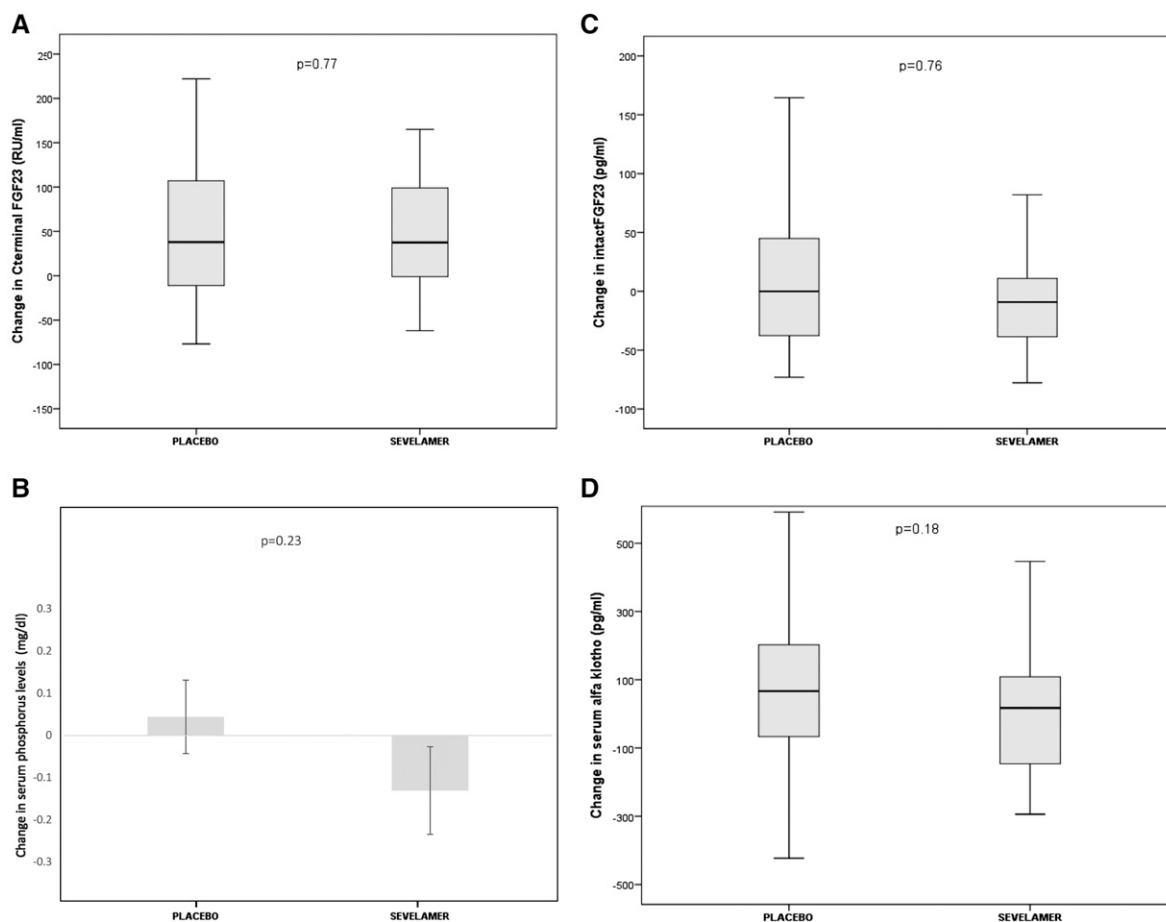 A
Change in Cterminal FGF23 (RU/ml)
250
200
150
100
50
0
-50
-100
-150
p=0.77
PLACEBO
SEVELAMER
C
Change in intactFGF23 (pg/ml)
200
150
100
50
0
-50
-100
p=0.76
PLACEBO
SEVELAMER
B
Change in serum phosphorus levels (mg/dl)
0.3
0.2
0.1
0
-0.1
-0.2
-0.3
p=0.23
PLACEBO
SEVELAMER
D
Change in serum alfa klotho (pg/ml)
500
300
100
-100
-300
-500
p=0.18
PLACEBO
SEVELAMER